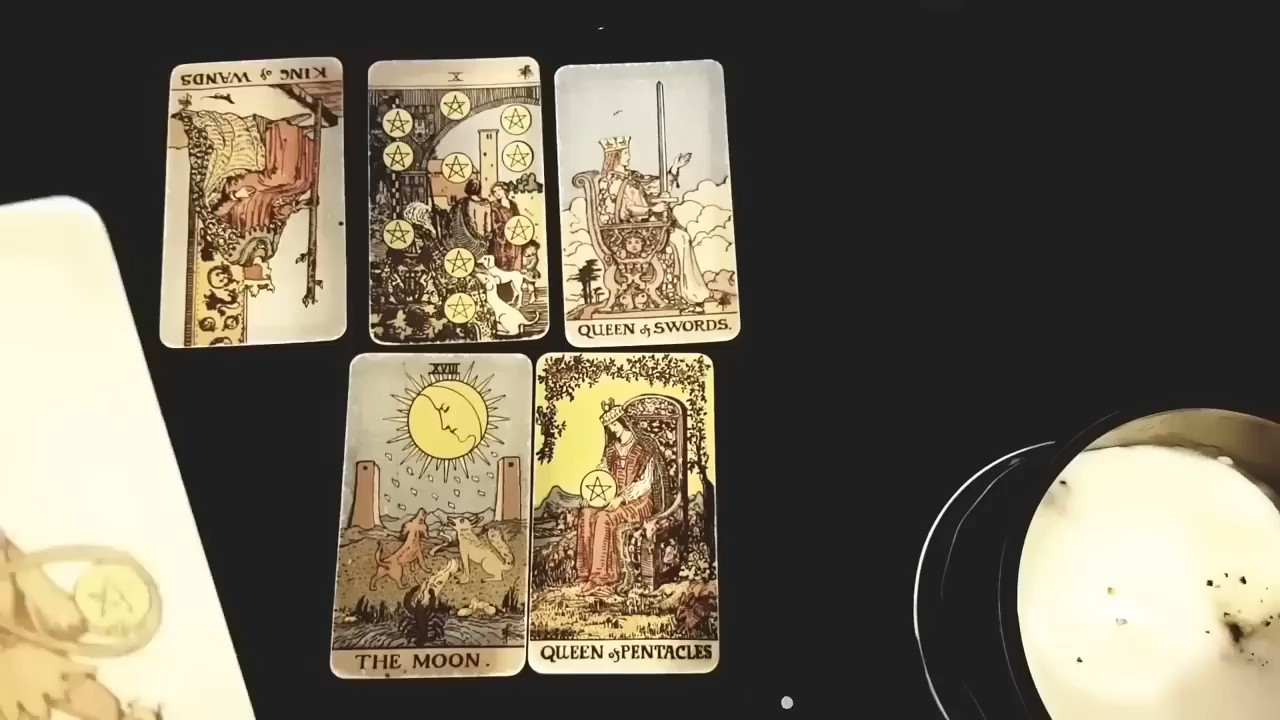 KING of WANDS
X
QUEEN of SWORDS.
XVIII
THE MOON.
QUEEN of PENTACLES